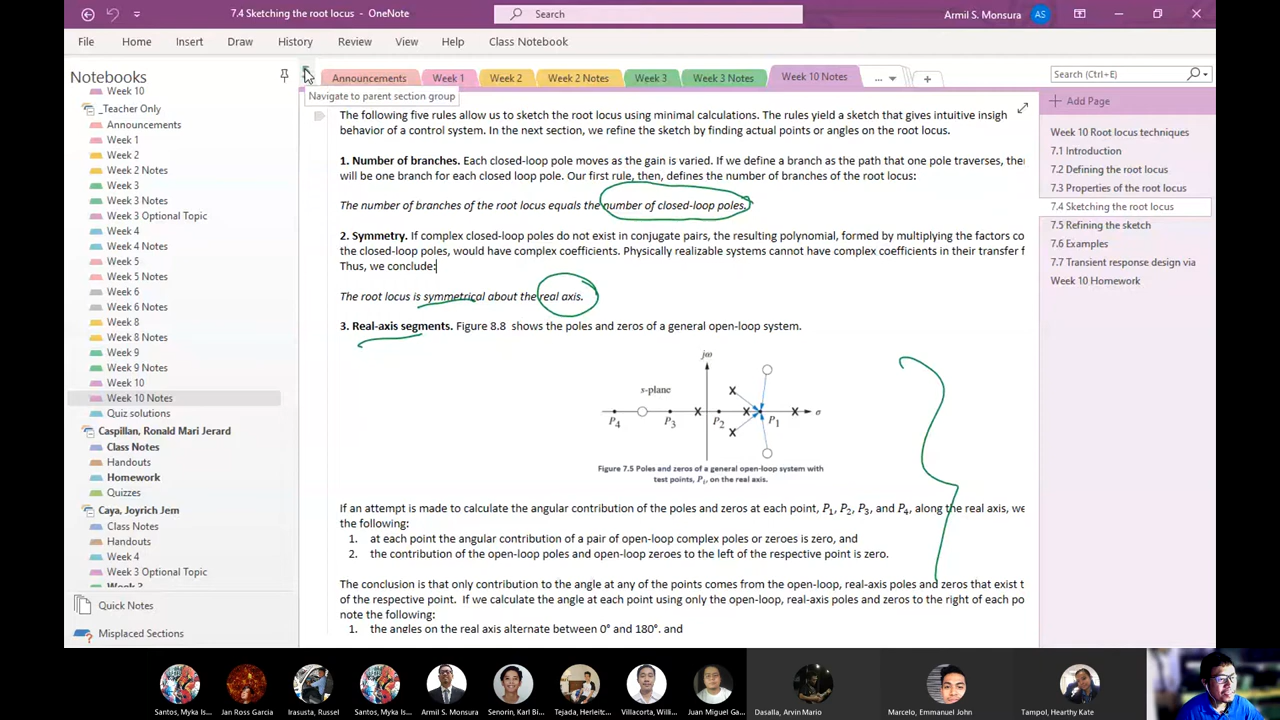 7.4 Sketching the root locus - OneNote
Search
Armil S. Monsura
AS
File
Home
Insert
Draw
History
Review
View
Help
Class Notebook
Notebooks
Week 10
_Teacher Only
Announcements
Week 1
Week 2
Week 2 Notes
Week 3
Week 3 Notes
Week 3 Optional Topic
Week 4
Week 4 Notes
Week 5
Week 5 Notes
Week 6
Week 6 Notes
Week 8
Week 8 Notes
Week 9
Week 9 Notes
Week 10
Week 10 Notes
Quiz solutions
Caspillan, Ronald Mari Jerard
Class Notes
Handouts
Homework
Quizzes
Caya, Joyrich Jem
Class Notes
Handouts
Week 4
Week 3 Optional Topic
Quick Notes
Misplaced Sections
Announcements
Week 1
Week 2
Week 2 Notes
Week 3
Week 3 Notes
Week 10 Notes
...
Navigate to parent section group
The following five rules allow us to sketch the root locus using minimal calculations. The rules yield a sketch that gives intuitive insigh
behavior of a control system. In the next section, we refine the sketch by finding actual points or angles on the root locus.
1. Number of branches. Each closed-loop pole moves as the gain is varied. If we define a branch as the path that one pole traverses, the
will be one branch for each closed loop pole. Our first rule, then, defines the number of branches of the root locus:
The number of branches of the root locus equals the number of closed-loop poles.
2. Symmetry. If complex closed-loop poles do not exist in conjugate pairs, the resulting polynomial, formed by multiplying the factors co
the closed-loop poles, would have complex coefficients. Physically realizable systems cannot have complex coefficients in their transfer f
Thus, we conclude:
The root locus is symmetrical about the real axis.
3. Real-axis segments. Figure 8.8 shows the poles and zeros of a general open-loop system.
jω
s-plane
P4
P3
P2
P1
σ
Figure 7.5 Poles and zeros of a general open-loop system with
test points, Pi, on the real axis.
If an attempt is made to calculate the angular contribution of the poles and zeros at each point, P1, P2, P3, and P4, along the real axis, we
the following:
1. at each point the angular contribution of a pair of open-loop complex poles or zeroes is zero, and
2. the contribution of the open-loop poles and open-loop zeroes to the left of the respective point is zero.
The conclusion is that only contribution to the angle at any of the points comes from the open-loop, real-axis poles and zeros that exist t
of the respective point. If we calculate the angle at each point using only the open-loop, real-axis poles and zeros to the right of each po
note the following:
1. the angles on the real axis alternate between 0° and 180°, and
Search (Ctrl+E)
Add Page
Week 10 Root locus techniques
7.1 Introduction
7.2 Defining the root locus
7.3 Properties of the root locus
7.4 Sketching the root locus
7.5 Refining the sketch
7.6 Examples
7.7 Transient response design via
Week 10 Homework
Santos, Myka Is...
Jan Ross Garcia
Irasusta, Russel
Santos, Myka Is...
Armil S. Monsura
Senorin, Karl Bi...
Tejada, Herleitc...
Villacorta, Willi...
Juan Miguel Ga...
Dasalla, Arvin Mario
Marcelo, Emmanuel John
Tampol, Hearthy Kate